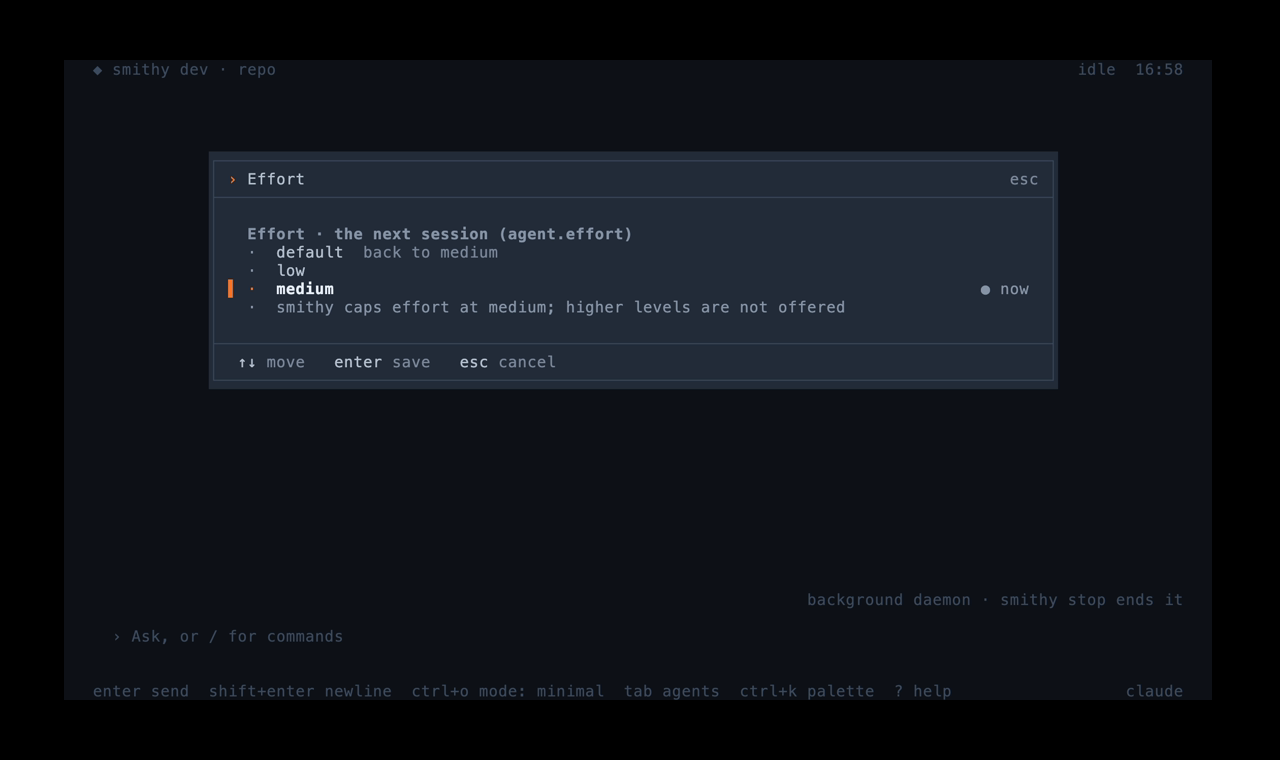 ◆ smithy dev · repo    idle  16:58
› Effort    esc
Effort · the next session (agent.effort)
·  default  back to medium
·  low
·  medium    ● now
·  smithy caps effort at medium; higher levels are not offered
↑↓ move   enter save   esc cancel
background daemon · smithy stop ends it
› Ask, or / for commands
enter send  shift+enter newline  ctrl+o mode: minimal  tab agents  ctrl+k palette  ? help    claude